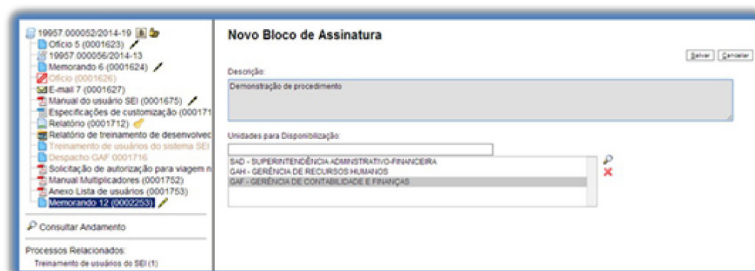 19957.000052/2014-19
Ofício 5 (0001623)
19957.000056/2014-13
Memorando 6 (0001624)
Ofício (0001626)
E-mail 7 (0001627)
Manual do usuário SEI (0001675)
Especificações de customização (000171
Relatório (0001712)
Relatório de treinamento de desenvolvec
Treinamento de usuários do sistema SEI
Despacho GAF 0001716
Solicitação de autorização para viagem n
Manual Multiplicadores (0001752)
Anexo Lista de usuários (0001753)
Memorando 12 (0002253)
Consultar Andamento
Processos Relacionados:
Treinamento de usuários do SEI (1)
Novo Bloco de Assinatura
Salvar Cancelar
Descrição:
Demonstração de procedimento
Unidades para Disponibilização:
SAD - SUPERINTENDÊNCIA ADMINISTRATIVO-FINANCEIRA
GAH - GERÊNCIA DE RECURSOS HUMANOS
GAF - GERÊNCIA DE CONTABILIDADE E FINANÇAS